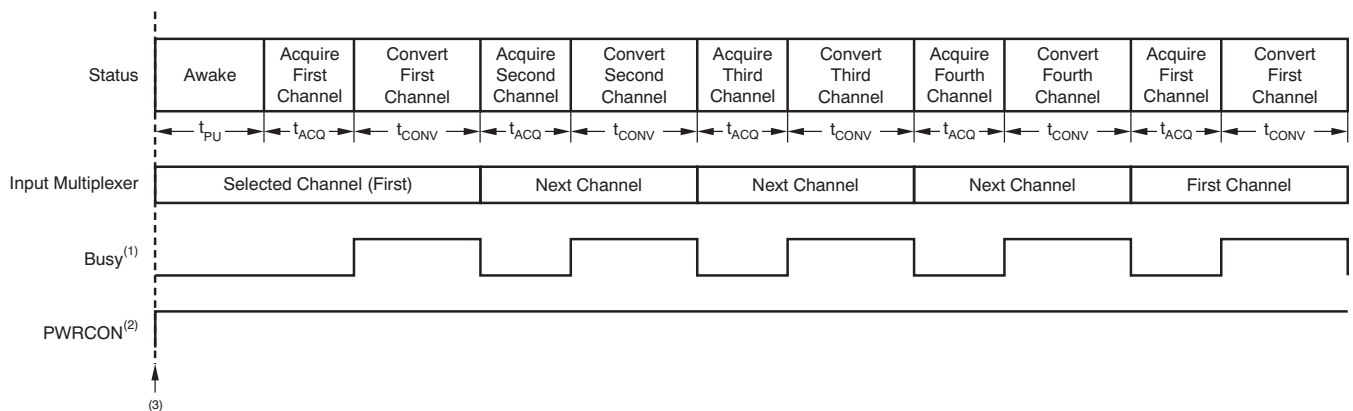 Status
Awake
Acquire
First
Channel
Convert
First
Channel
Acquire
Second
Channel
Convert
Second
Channel
Acquire
Third
Channel
Convert
Third
Channel
Acquire
Fourth
Channel
Convert
Fourth
Channel
Acquire
First
Channel
Convert
First
Channel
tPU tACQ tCONV tACQ tCONV tACQ tCONV tACQ tCONV tACQ tCONV
Input Multiplexer Selected Channel (First) Next Channel Next Channel Next Channel First Channel
Busy(1)
PWRCON(2)
(3)